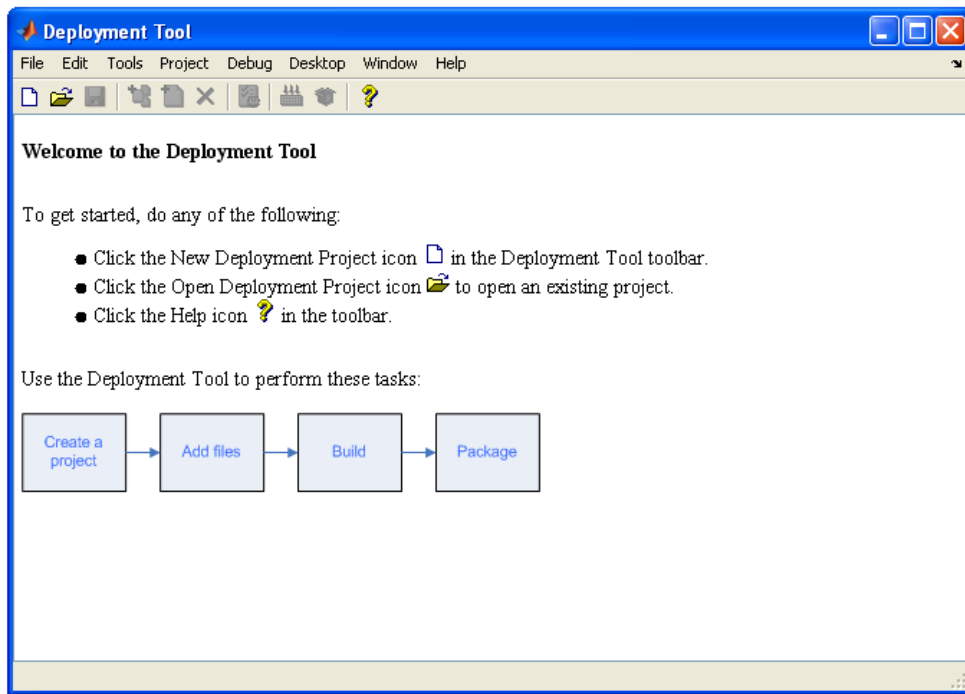 Deployment Tool
File Edit Tools Project Debug Desktop Window Help
Welcome to the Deployment Tool
To get started, do any of the following:
Click the New Deployment Project icon in the Deployment Tool toolbar.
Click the Open Deployment Project icon to open an existing project.
Click the Help icon in the toolbar.
Use the Deployment Tool to perform these tasks:
Create a
project
Add files
Build
Package